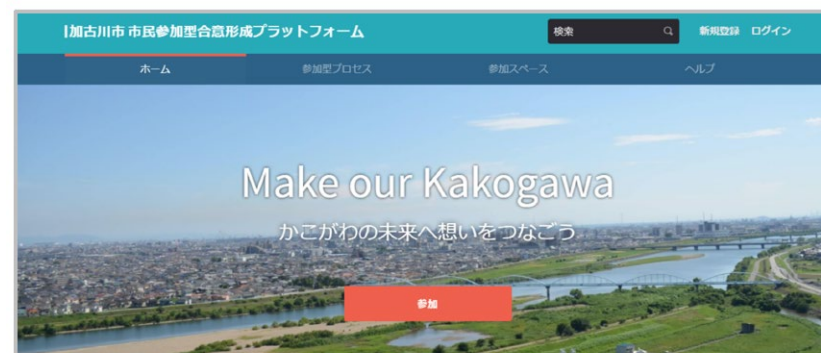 加古川市 市民参加型合意形成プラットフォーム
検索
新規登録 ログイン
ホーム 参加型プロセス 参加スペース ヘルプ
Make our Kakogawa
かこがわの未来へ想いをつなごう
参加